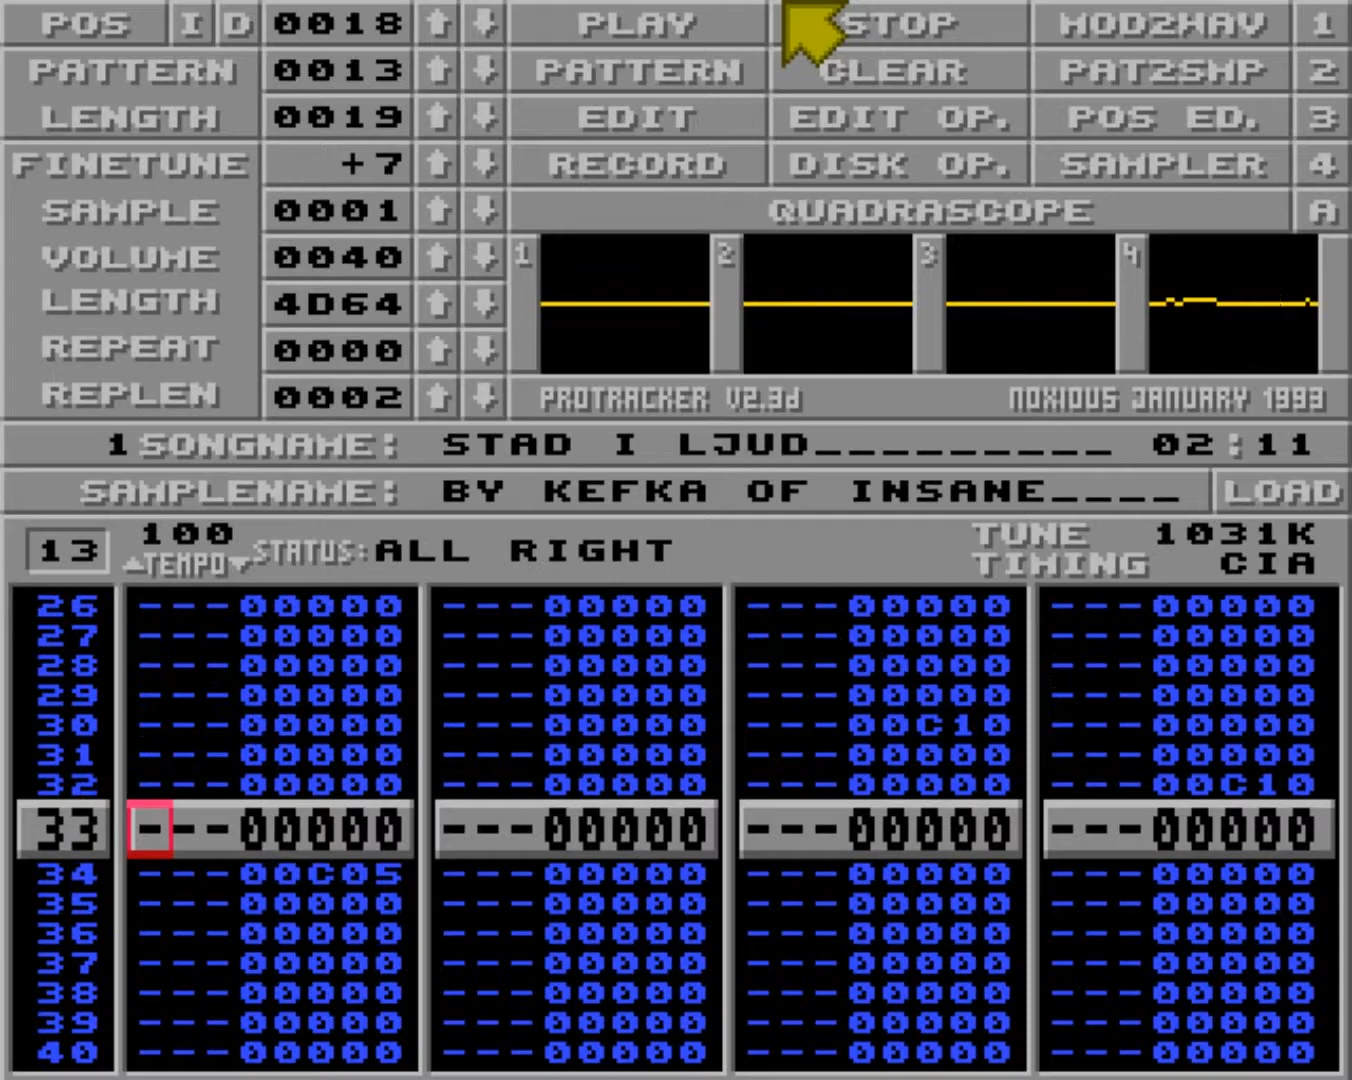 POS I D 0018 PLAY STOP MOD2WAV 1
PATTERN 0013 PATTERN CLEAR PAT2SMP 2
LENGTH 0019 EDIT EDIT OP. POS ED. 3
FINETUNE +7 RECORD DISK OP. SAMPLER 4
SAMPLE 0001 QUADRASCOPE A
VOLUME 0040 1 2 3 4
LENGTH 4D64
REPEAT 0000
REPLEN 0002 PROTRACKER V2.3d NOXIOUS JANUARY 1993
1 SONGNAME: STAD I LJUD_________ 02:11
SAMPLENAME: BY KEFKA OF INSANE____ LOAD
13 100 TEMPO STATUS: ALL RIGHT TUNE 1031K
TIMING CIA
26 ---00000 ---00000 ---00000 ---00000
27 ---00000 ---00000 ---00000 ---00000
28 ---00000 ---00000 ---00000 ---00000
29 ---00000 ---00000 ---00000 ---00000
30 ---00000 ---00000 ---00C10 ---00000
31 ---00000 ---00000 ---00000 ---00000
32 ---00000 ---00000 ---00000 ---00C10
33 ---00000 ---00000 ---00000 ---00000
34 ---00C05 ---00000 ---00000 ---00000
35 ---00000 ---00000 ---00000 ---00000
36 ---00000 ---00000 ---00000 ---00000
37 ---00000 ---00000 ---00000 ---00000
38 ---00000 ---00000 ---00000 ---00000
39 ---00000 ---00000 ---00000 ---00000
40 ---00000 ---00000 ---00000 ---00000